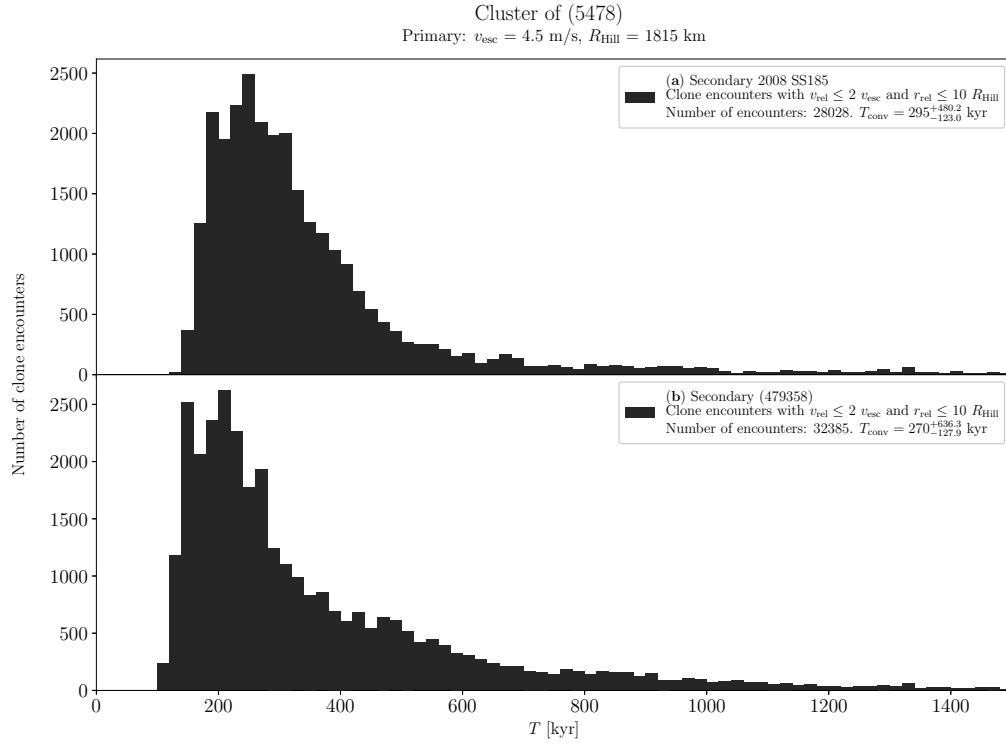 Cluster of (5478)
Primary: v_esc = 4.5 m/s, R_Hill = 1815 km
Number of clone encounters
2500
2000
1500
1000
500
0
(a) Secondary 2008 SS185
Clone encounters with v_rel ≤ 2 v_esc and r_rel ≤ 10 R_Hill
Number of encounters: 28028. T_conv = 295^{+480.2}_{-123.0} kyr
2500
2000
1500
1000
500
0
(b) Secondary (479358)
Clone encounters with v_rel ≤ 2 v_esc and r_rel ≤ 10 R_Hill
Number of encounters: 32385. T_conv = 270^{+636.3}_{-127.9} kyr
0 200 400 600 800 1000 1200 1400
T [kyr]